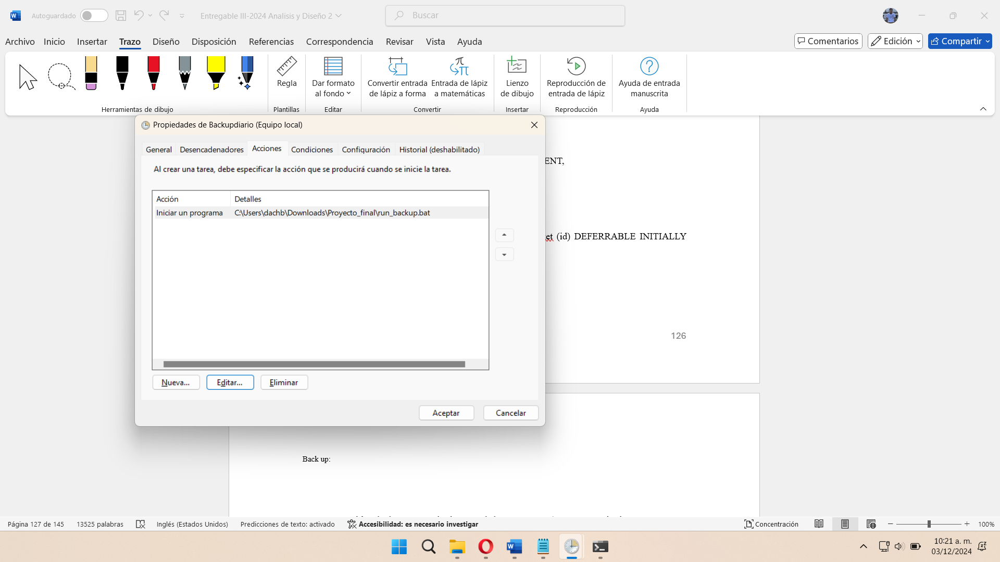 Autoguardado
Entregable III-2024 Analisis y Diseño 2
Buscar
Archivo Inicio Insertar Trazo Diseño Disposición Referencias Correspondencia Revisar Vista Ayuda
Comentarios Edición Compartir
Regla
Dar formato
al fondo
Convertir entrada
de lápiz a forma
Entrada de lápiz
a matemáticas
Lienzo
de dibujo
Reproducción de
entrada de lápiz
Ayuda de entrada
manuscrita
Herramientas de dibujo Plantillas Editar Convertir Insertar Reproducción Ayuda
Propiedades de Backupdiario (Equipo local)
General Desencadenadores Acciones Condiciones Configuración Historial (deshabilitado)
Al crear una tarea, debe especificar la acción que se producirá cuando se inicie la tarea.
Acción Detalles
Iniciar un programa C:\Users\dachb\Downloads\Proyecto_final\run_backup.bat
Nueva... Editar... Eliminar
Aceptar Cancelar
ENT,
et (id) DEFERRABLE INITIALLY
126
Back up:
Página 127 de 145 13525 palabras Inglés (Estados Unidos) Predicciones de texto: activado Accesibilidad: es necesario investigar Concentración 100%
10:21 a. m.
03/12/2024